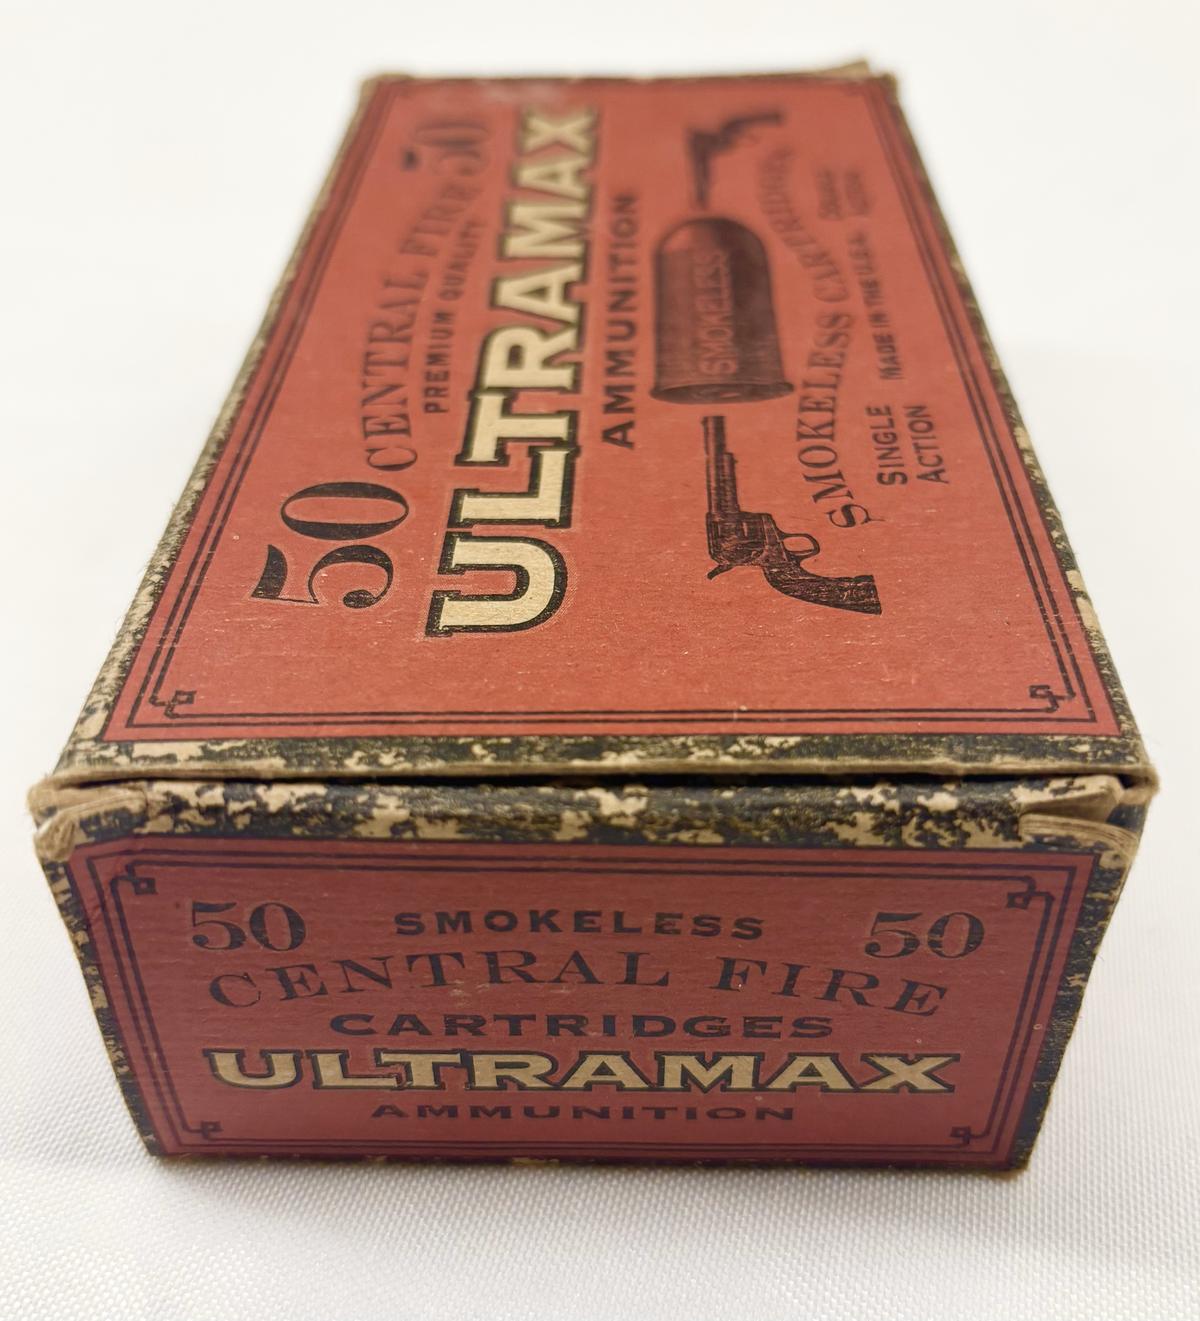 50 CENTRAL FIRE 50
PREMIUM QUALITY
ULTRAMAX
AMMUNITION
SMOKELESS
SMOKELESS CARTRIDGES
SINGLE ACTION
MADE IN THE U.S.A.
50 SMOKELESS 50
CENTRAL FIRE
CARTRIDGES
ULTRAMAX
AMMUNITION